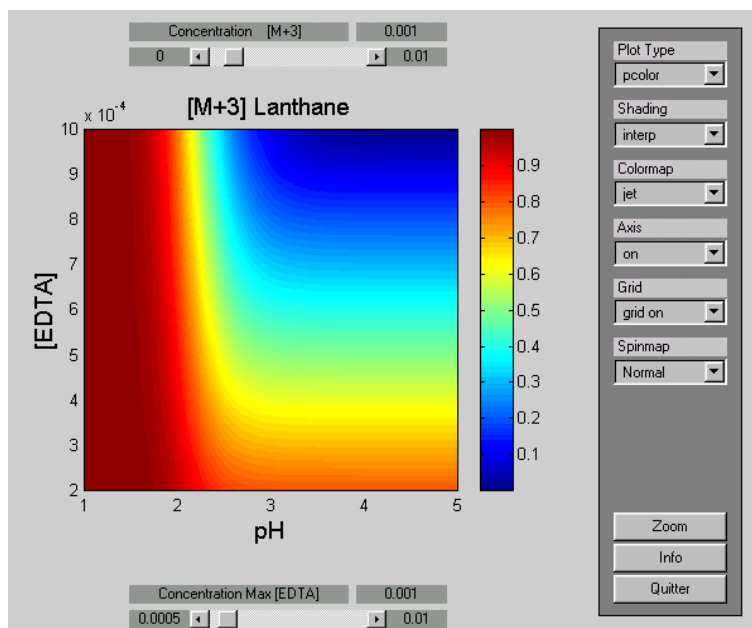 Concentration [M+3] 0.001
0 0.01
[M+3] Lanthane
x 10-4
10
9
8
7
6
5
4
3
2
[EDTA]
1 2 3 4 5
pH
0.9
0.8
0.7
0.6
0.5
0.4
0.3
0.2
0.1
Concentration Max [EDTA] 0.001
0.0005 0.01
Plot Type
pcolor
Shading
interp
Colormap
jet
Axis
on
Grid
grid on
Spinmap
Normal
Zoom
Info
Quitter